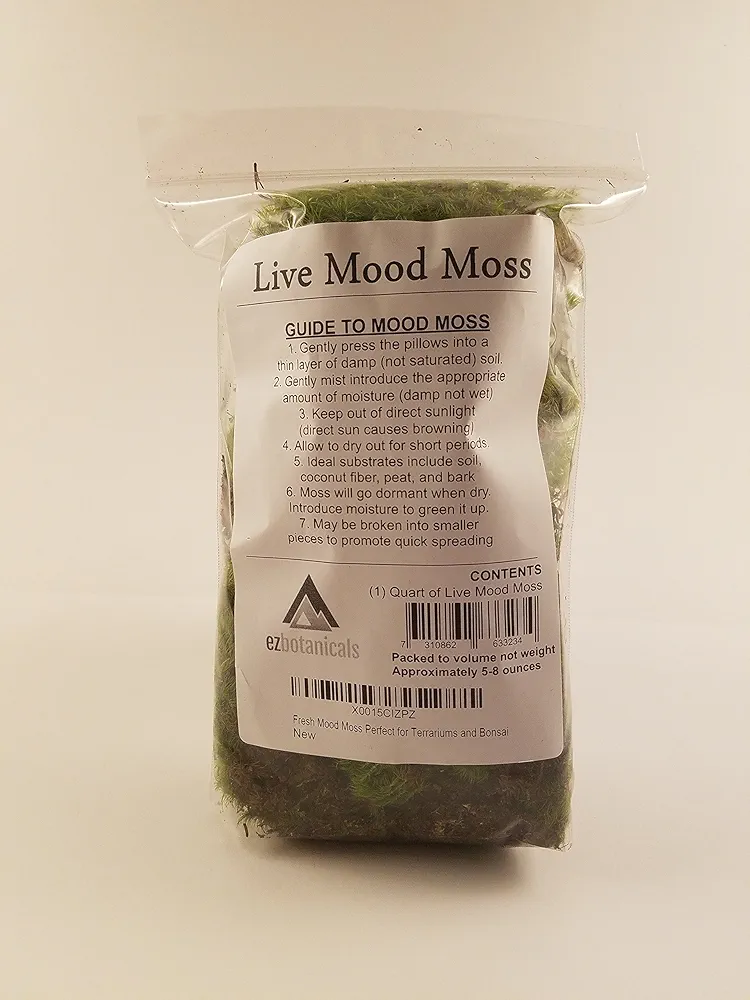 Live Mood Moss
GUIDE TO MOOD MOSS
1. Gently press the pillows into a
thin layer of damp (not saturated) soil.
2. Gently mist introduce the appropriate
amount of moisture (damp not wet)
3. Keep out of direct sunlight
(direct sun causes browning)
4. Allow to dry out for short periods.
5. Ideal substrates include soil,
coconut fiber, peat, and bark
6. Moss will go dormant when dry.
Introduce moisture to green it up.
7. May be broken into smaller
pieces to promote quick spreading
CONTENTS
(1) Quart of Live Mood Moss
7 310862 633234
Packed to volume not weight
Approximately 5-8 ounces
ezbotanicals
X0015CIZPZ
Fresh Mood Moss Perfect for Terrariums and Bonsai
New